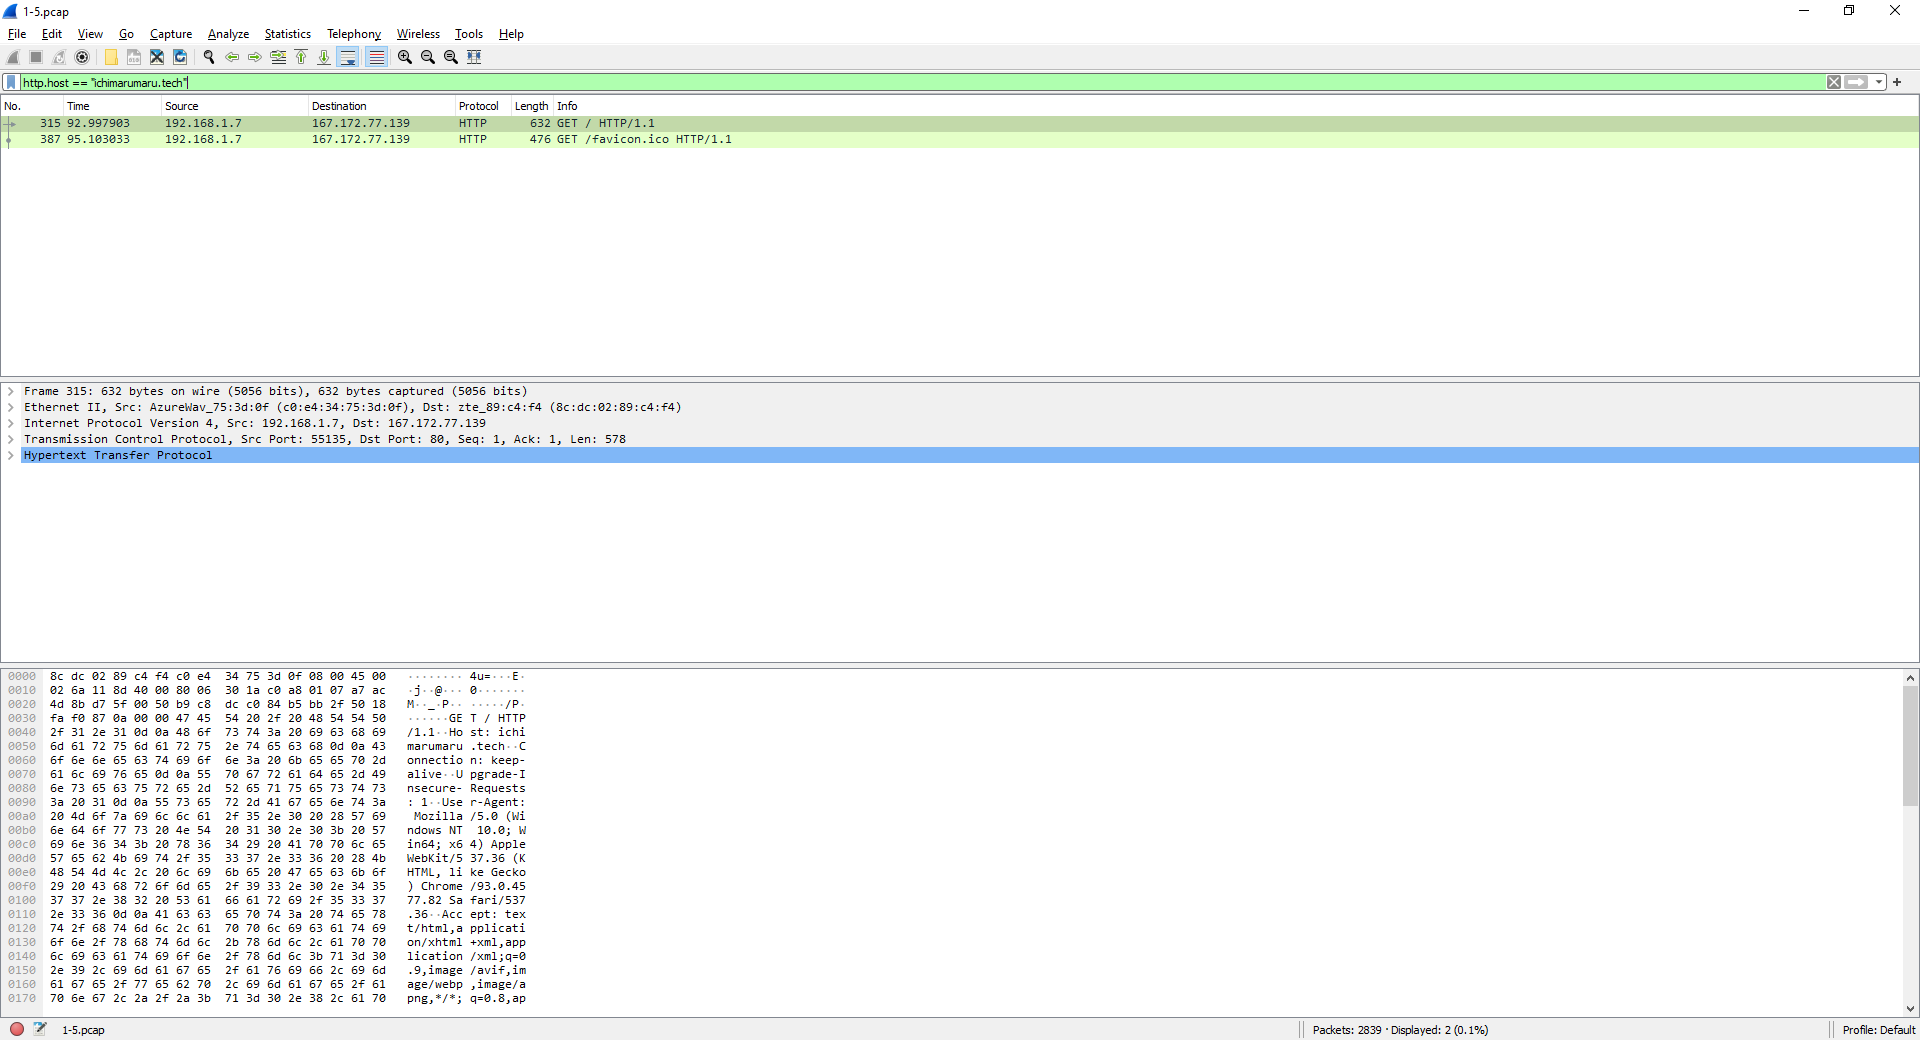 1-5.pcap
File Edit View Go Capture Analyze Statistics Telephony Wireless Tools Help
http.host == "ichimarumaru.tech"
No. Time Source Destination Protocol Length Info
315 92.997903 192.168.1.7 167.172.77.139 HTTP 632 GET / HTTP/1.1
387 95.103033 192.168.1.7 167.172.77.139 HTTP 476 GET /favicon.ico HTTP/1.1
Frame 315: 632 bytes on wire (5056 bits), 632 bytes captured (5056 bits)
Ethernet II, Src: AzureWav_75:3d:0f (c0:e4:34:75:3d:0f), Dst: zte_89:c4:f4 (8c:dc:02:89:c4:f4)
Internet Protocol Version 4, Src: 192.168.1.7, Dst: 167.172.77.139
Transmission Control Protocol, Src Port: 55135, Dst Port: 80, Seq: 1, Ack: 1, Len: 578
Hypertext Transfer Protocol
0000 8c dc 02 89 c4 f4 c0 e4 34 75 3d 0f 08 00 45 00 ········ 4u=···E·
0010 02 6a 11 8d 40 00 80 06 30 1a c0 a8 01 07 a7 ac ·j··@··· 0·······
0020 4d 8b d7 5f 00 50 b9 c8 dc c0 84 b5 bb 2f 50 18 M··_·P·· ·····/P·
0030 fa f0 87 0a 00 00 47 45 54 20 2f 20 48 54 54 50 ······GE T / HTTP
0040 2f 31 2e 31 0d 0a 48 6f 73 74 3a 20 69 63 68 69 /1.1··Ho st: ichi
0050 6d 61 72 75 6d 61 72 75 2e 74 65 63 68 0d 0a 43 marumaru .tech··C
0060 6f 6e 6e 65 63 74 69 6f 6e 3a 20 6b 65 65 70 2d onnectio n: keep-
0070 61 6c 69 76 65 0d 0a 55 70 67 72 61 64 65 2d 49 alive··U pgrade-I
0080 6e 73 65 63 75 72 65 2d 52 65 71 75 65 73 74 73 nsecure- Requests
0090 3a 20 31 0d 0a 55 73 65 72 2d 41 67 65 6e 74 3a : 1··Use r-Agent:
00a0 20 4d 6f 7a 69 6c 6c 61 2f 35 2e 30 20 28 57 69 Mozilla /5.0 (Wi
00b0 6e 64 6f 77 73 20 4e 54 20 31 30 2e 30 3b 20 57 ndows NT 10.0; W
00c0 69 6e 36 34 3b 20 78 36 34 29 20 41 70 70 6c 65 in64; x6 4) Apple
00d0 57 65 62 4b 69 74 2f 35 33 37 2e 33 36 20 28 4b WebKit/5 37.36 (K
00e0 48 54 4d 4c 2c 20 6c 69 6b 65 20 47 65 63 6b 6f HTML, li ke Gecko
00f0 29 20 43 68 72 6f 6d 65 2f 39 33 2e 30 2e 34 35 ) Chrome /93.0.45
0100 37 37 2e 38 32 20 53 61 66 61 72 69 2f 35 33 37 77.82 Sa fari/537
0110 2e 33 36 0d 0a 41 63 63 65 70 74 3a 20 74 65 78 .36··Acc ept: tex
0120 74 2f 68 74 6d 6c 2c 61 70 70 6c 69 63 61 74 69 t/html,a pplicati
0130 6f 6e 2f 78 68 74 6d 6c 2b 78 6d 6c 2c 61 70 70 on/xhtml +xml,app
0140 6c 69 63 61 74 69 6f 6e 2f 78 6d 6c 3b 71 3d 30 lication /xml;q=0
0150 2e 39 2c 69 6d 61 67 65 2f 61 76 69 66 2c 69 6d .9,image /avif,im
0160 61 67 65 2f 77 65 62 70 2c 69 6d 61 67 65 2f 61 age/webp ,image/a
0170 70 6e 67 2c 2a 2f 2a 3b 71 3d 30 2e 38 2c 61 70 png,*/*; q=0.8,ap
1-5.pcap Packets: 2839 · Displayed: 2 (0.1%) Profile: Default